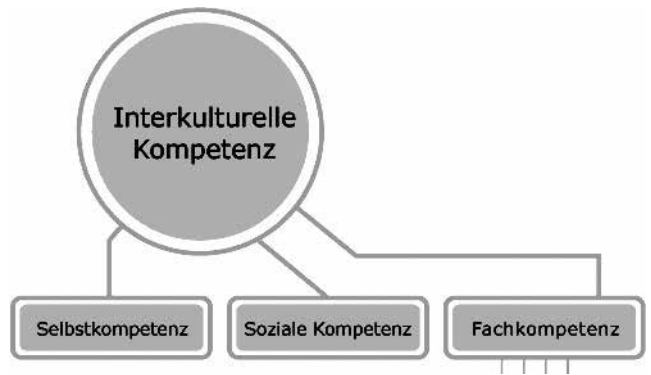 Interkulturelle
Kompetenz
Selbstkompetenz
Soziale Kompetenz
Fachkompetenz